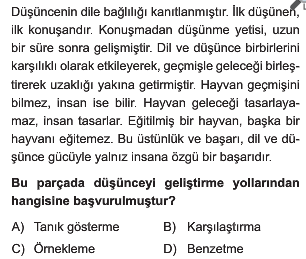 Düşüncenin dile bağlılığı kanıtlanmıştır. İlk düşünen,
ilk konuşandır. Konuşmadan düşünme yetisi, uzun
bir süre sonra gelişmiştir. Dil ve düşünce birbirlerini
karşılıklı olarak etkileyerek, geçmişle geleceği birleş-
tirerek uzaklığı yakına getirmiştir. Hayvan geçmişini
bilmez, insan ise bilir. Hayvan geleceği tasarlaya-
maz, insan tasarlar. Eğitilmiş bir hayvan, başka bir
hayvanı eğitemez. Bu üstünlük ve başarı, dil ve dü-
şünce gücüyle yalnız insana özgü bir başarıdır.
Bu parçada düşünceyi geliştirme yollarından
hangisine başvurulmuştur?
A) Tanık gösterme B) Karşılaştırma
C) Örnekleme D) Benzetme